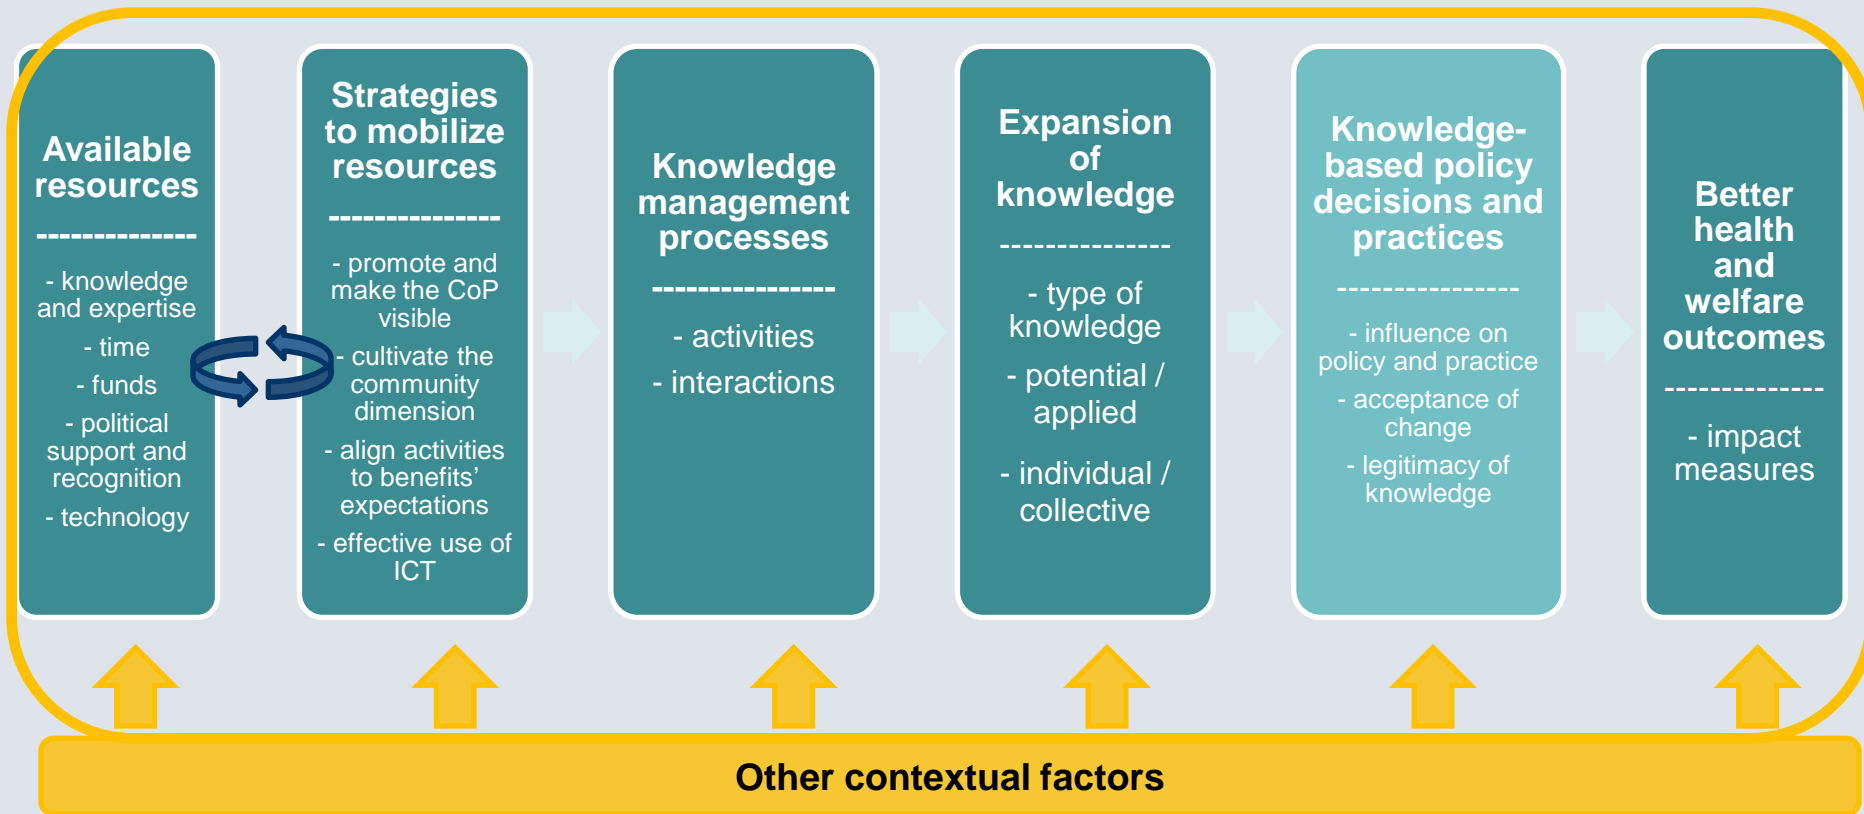 Available
resources
--------------
- knowledge
and expertise
- time
- funds
- political
support and
recognition
- technology
Strategies
to mobilize
resources
---------------
- promote and
make the CoP
visible
- cultivate the
community
dimension
- align activities
to benefits’
expectations
- effective use of
ICT
Knowledge
management
processes
----------------
- activities
- interactions
Expansion
of
knowledge
---------------
- type of
knowledge
- potential /
applied
- individual /
collective
Knowledge-
based policy
decisions and
practices
----------------
- influence on
policy and practice
- acceptance of
change
- legitimacy of
knowledge
Better
health
and
welfare
outcomes
--------------
- impact
measures
Other contextual factors